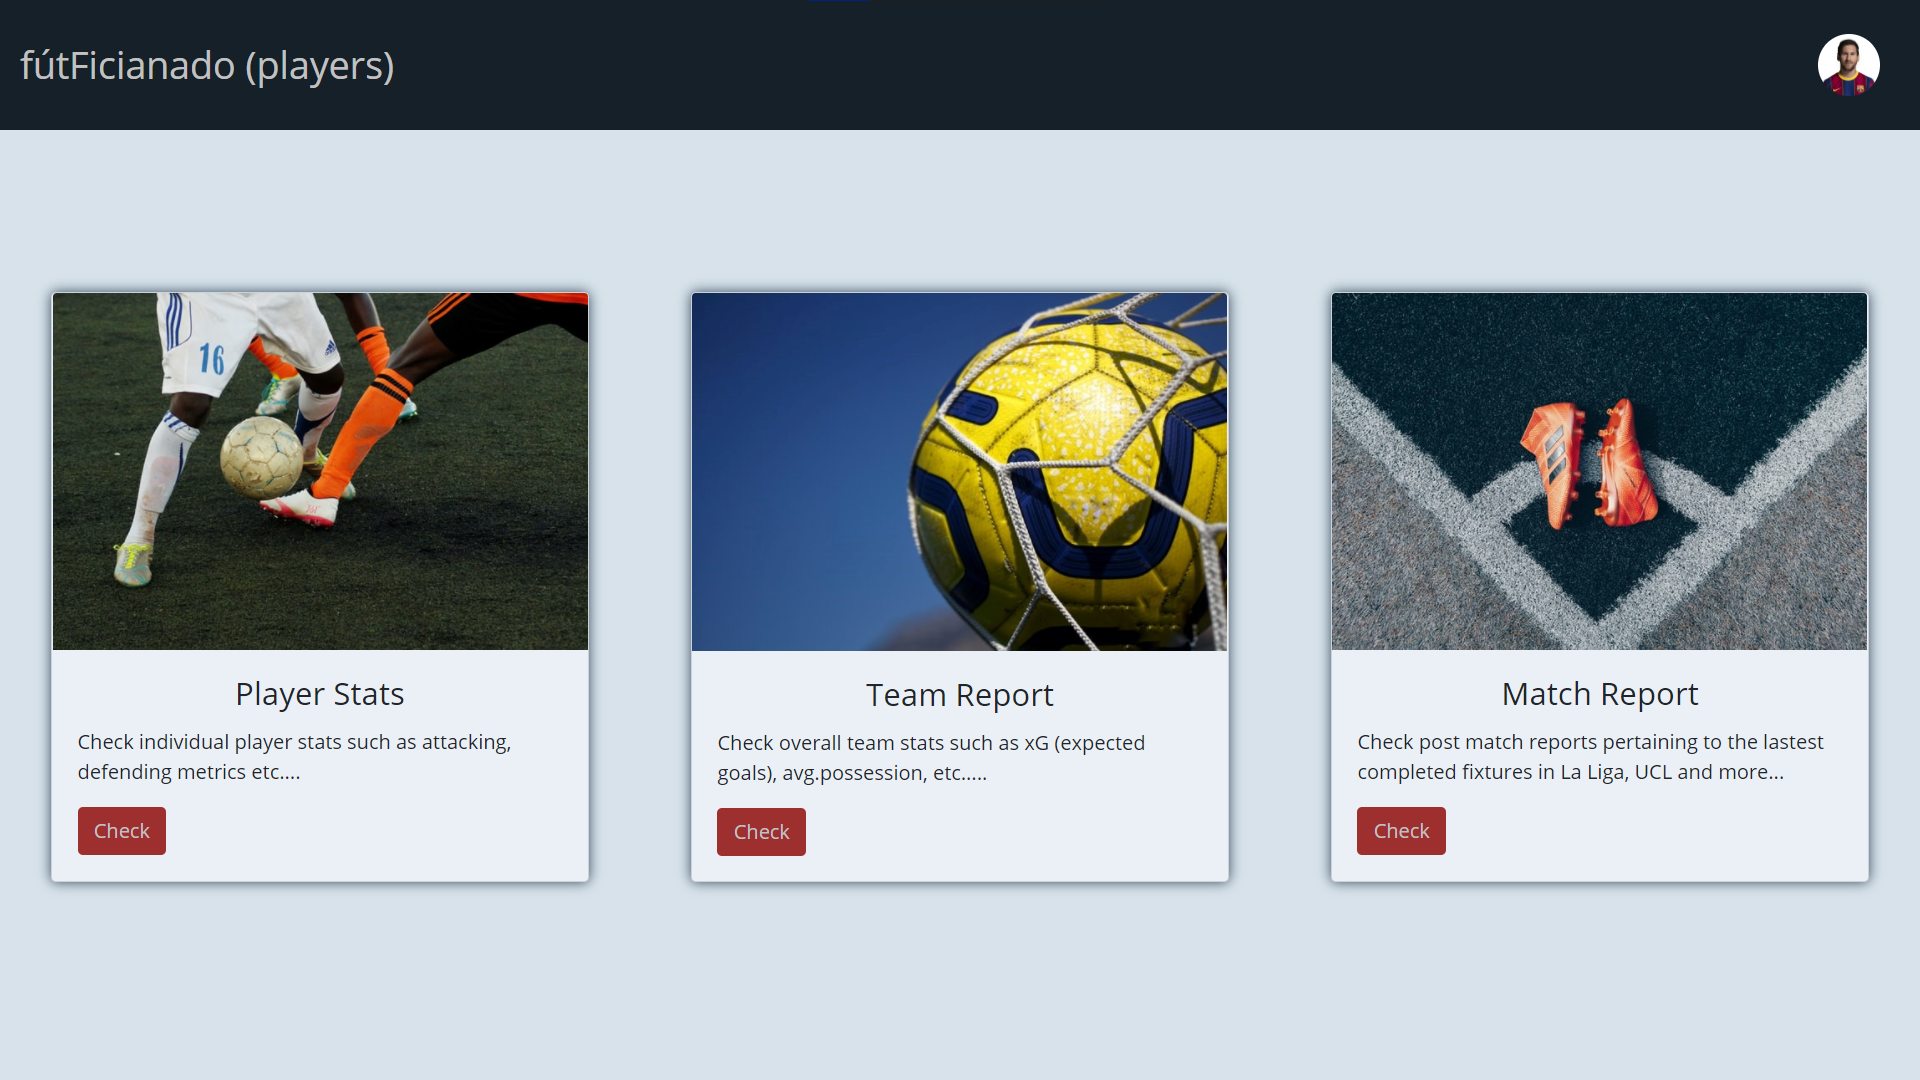 fútFicianado (players)
16
Player Stats
Check individual player stats such as attacking,
defending metrics etc....
Check
Team Report
Check overall team stats such as xG (expected
goals), avg.possession, etc.....
Check
Match Report
Check post match reports pertaining to the lastest
completed fixtures in La Liga, UCL and more...
Check